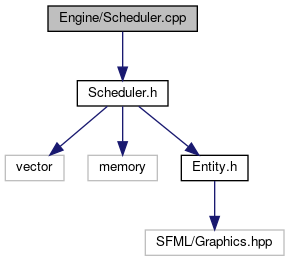 Engine/Scheduler.cpp
Scheduler.h
vector
memory
Entity.h
SFML/Graphics.hpp